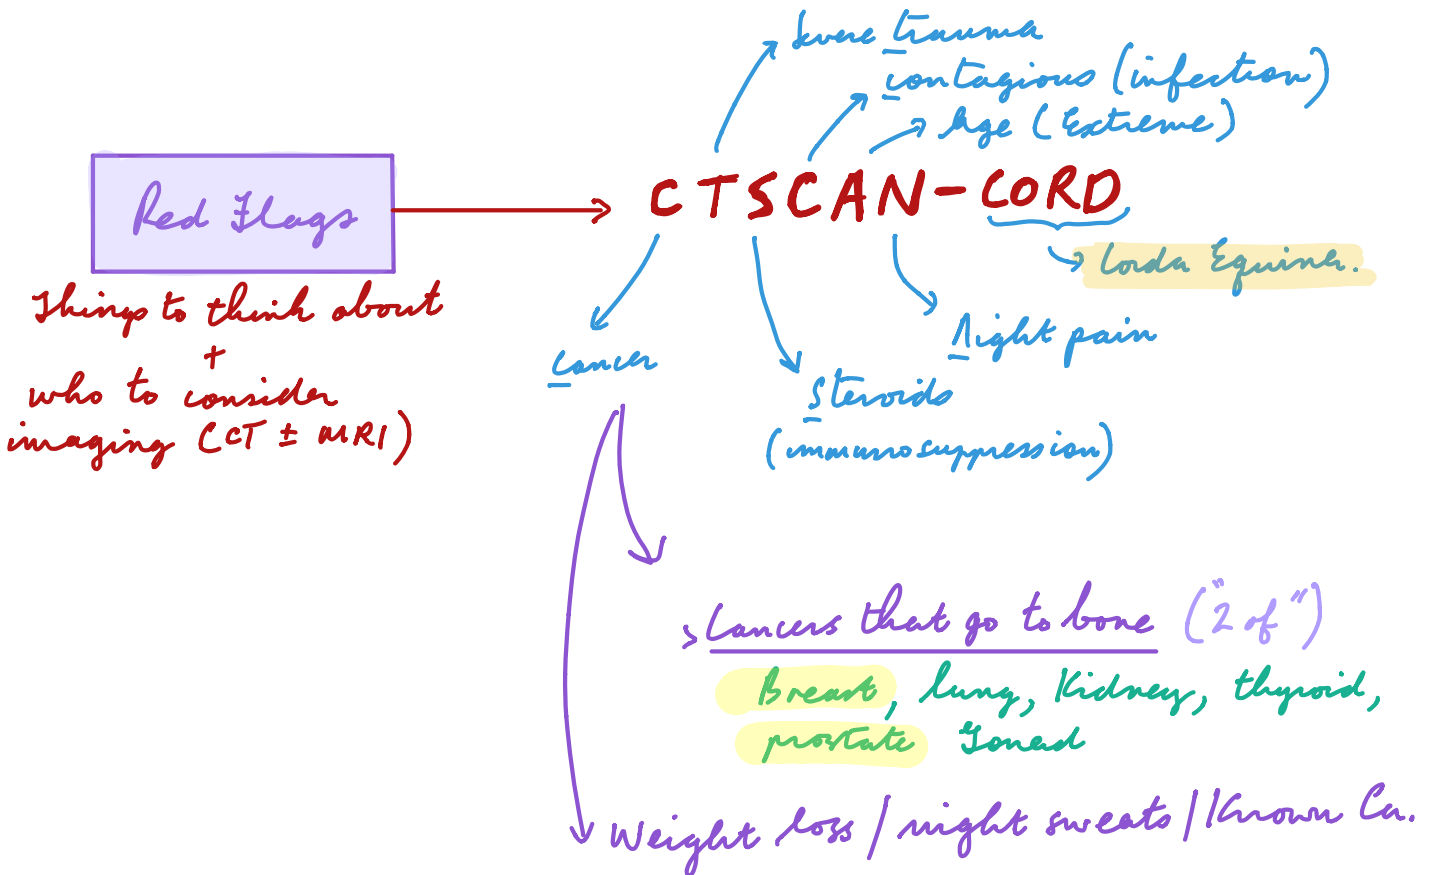 Severe trauma
contagious (infection)
Age (Extreme)
Red Flags
CTSCAN-CORD
Corda Equina.
Things to think about
+
who to consider
imaging (CT ± MRI)
Night pain
Cancer
Steroids
(immunosuppression)
Cancers that go to bone ("2 of")
Breast, lung, Kidney, thyroid,
prostate Gonad
Weight loss / night sweats / Known Ca.